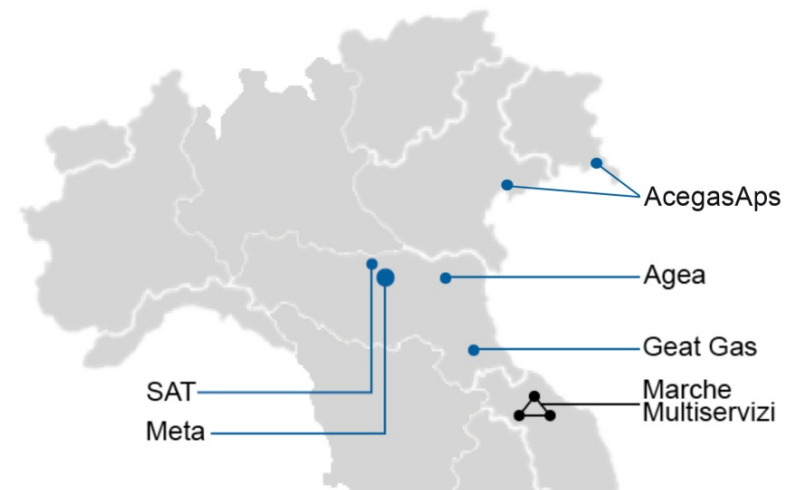 AcegasAps
Agea
Geat Gas
SAT
Marche
Multiservizi
Meta